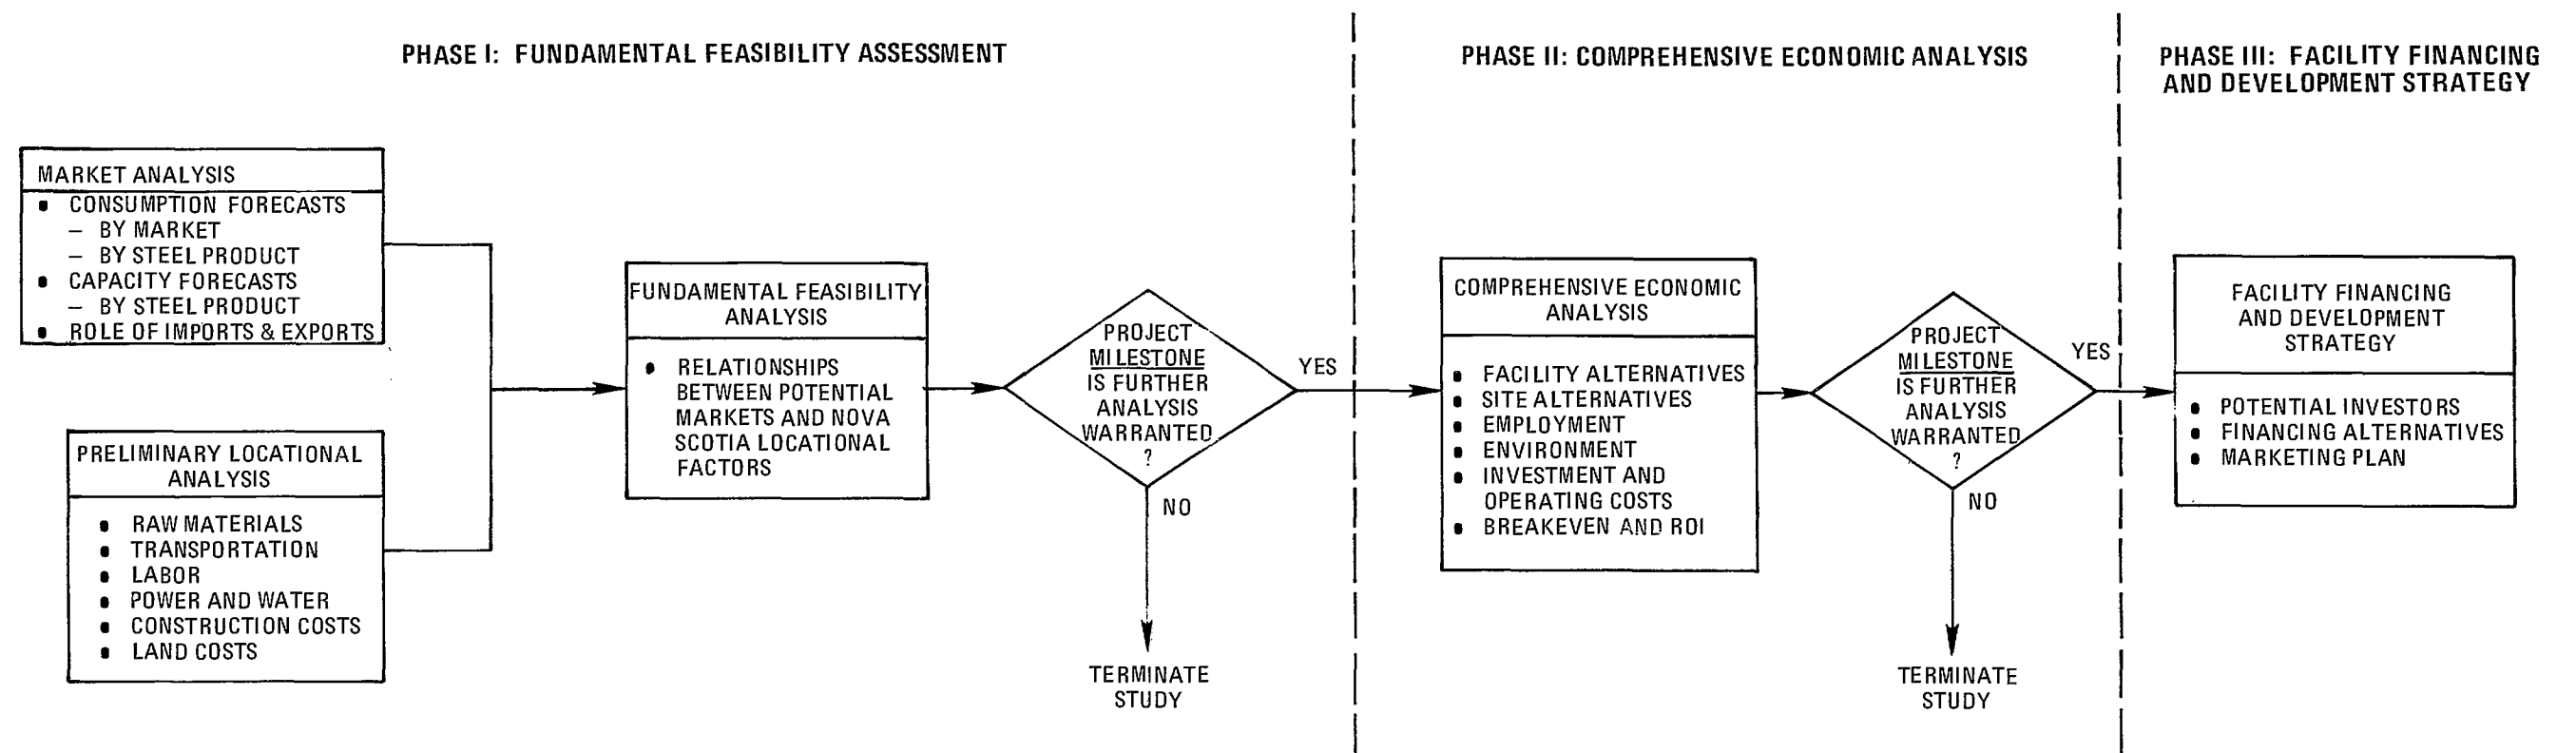 PHASE I: FUNDAMENTAL FEASIBILITY ASSESSMENT
MARKET ANALYSIS
• CONSUMPTION FORECASTS
– BY MARKET
– BY STEEL PRODUCT
• CAPACITY FORECASTS
– BY STEEL PRODUCT
• ROLE OF IMPORTS & EXPORTS
PRELIMINARY LOCATIONAL
ANALYSIS
• RAW MATERIALS
• TRANSPORTATION
• LABOR
• POWER AND WATER
• CONSTRUCTION COSTS
• LAND COSTS
FUNDAMENTAL FEASIBILITY
ANALYSIS
• RELATIONSHIPS
BETWEEN POTENTIAL
MARKETS AND NOVA
SCOTIA LOCATIONAL
FACTORS
PROJECT
MILESTONE
IS FURTHER
ANALYSIS
WARRANTED
?
YES
NO
TERMINATE
STUDY
PHASE II: COMPREHENSIVE ECONOMIC ANALYSIS
COMPREHENSIVE ECONOMIC
ANALYSIS
• FACILITY ALTERNATIVES
• SITE ALTERNATIVES
• EMPLOYMENT
• ENVIRONMENT
• INVESTMENT AND
OPERATING COSTS
• BREAKEVEN AND ROI
PROJECT
MILESTONE
IS FURTHER
ANALYSIS
WARRANTED
?
YES
NO
TERMINATE
STUDY
PHASE III: FACILITY FINANCING
AND DEVELOPMENT STRATEGY
FACILITY FINANCING
AND DEVELOPMENT
STRATEGY
• POTENTIAL INVESTORS
• FINANCING ALTERNATIVES
• MARKETING PLAN